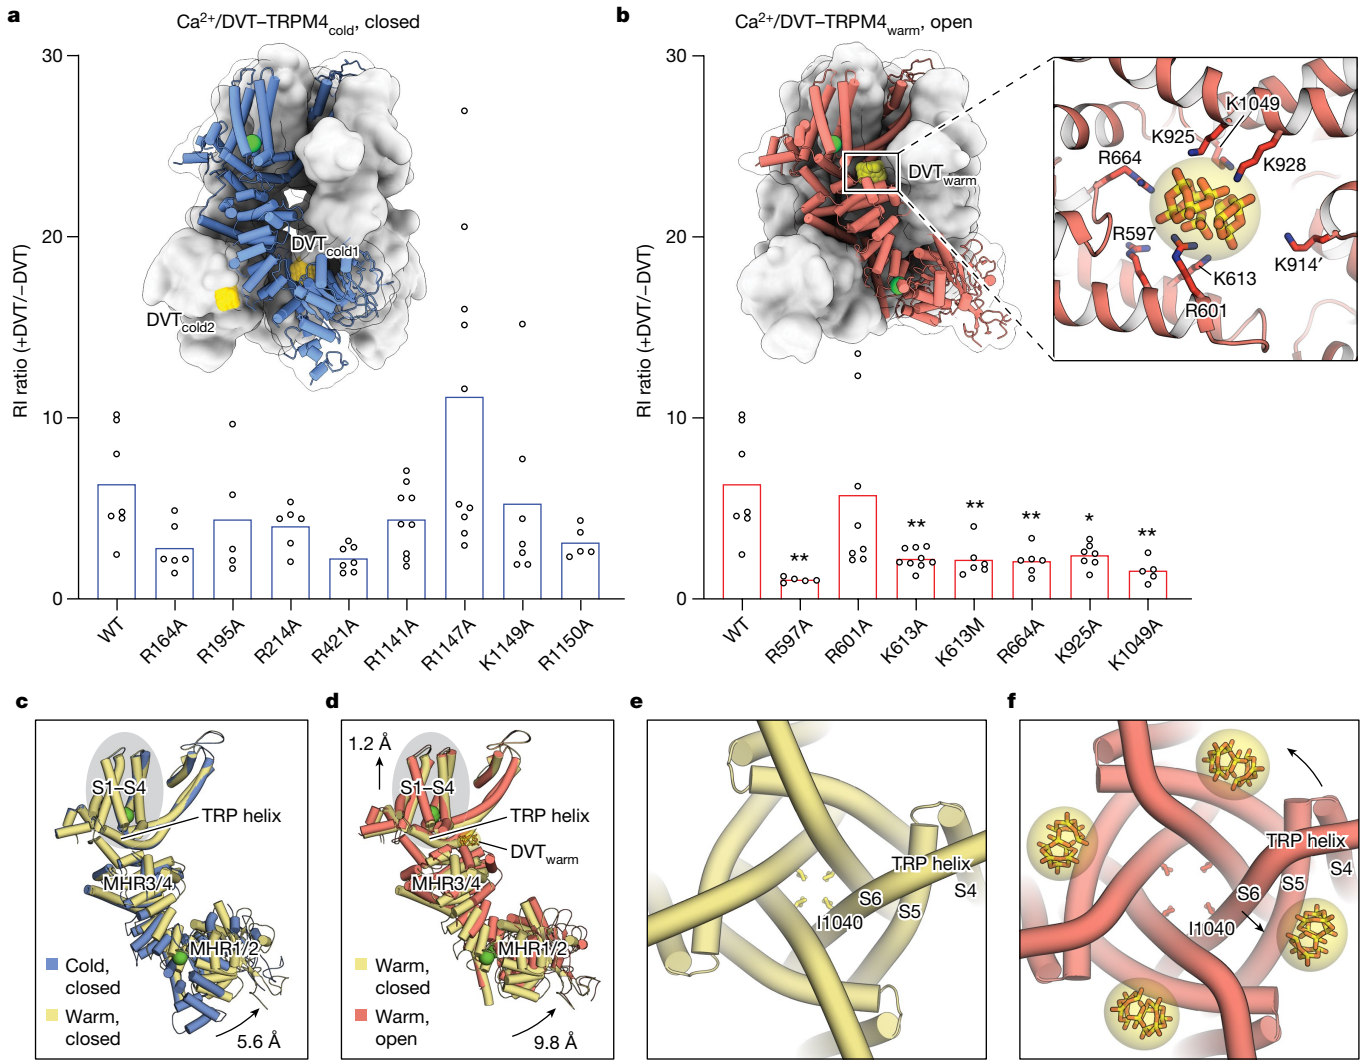 a
Ca²⁺/DVT–TRPM4cold, closed
RI ratio (+DVT/−DVT)
30
20
10
0
DVTcold1
DVTcold2
WT
R164A
R195A
R214A
R421A
R1141A
R1147A
K1149A
R1150A
b
Ca²⁺/DVT–TRPM4warm, open
RI ratio (+DVT/−DVT)
30
20
10
0
DVTwarm
K1049
K925
K928
R664
R597
K914′
K613
R601
**
**
**
**
*
**
WT
R597A
R601A
K613A
K613M
R664A
K925A
K1049A
c
S1–S4
TRP helix
MHR3/4
MHR1/2
Cold,
closed
Warm,
closed
5.6 Å
d
1.2 Å
S1–S4
TRP helix
DVTwarm
MHR3/4
MHR1/2
Warm,
closed
Warm,
open
9.8 Å
e
TRP helix
S4
S6
S5
I1040
f
TRP helix
S4
S5
S6
I1040